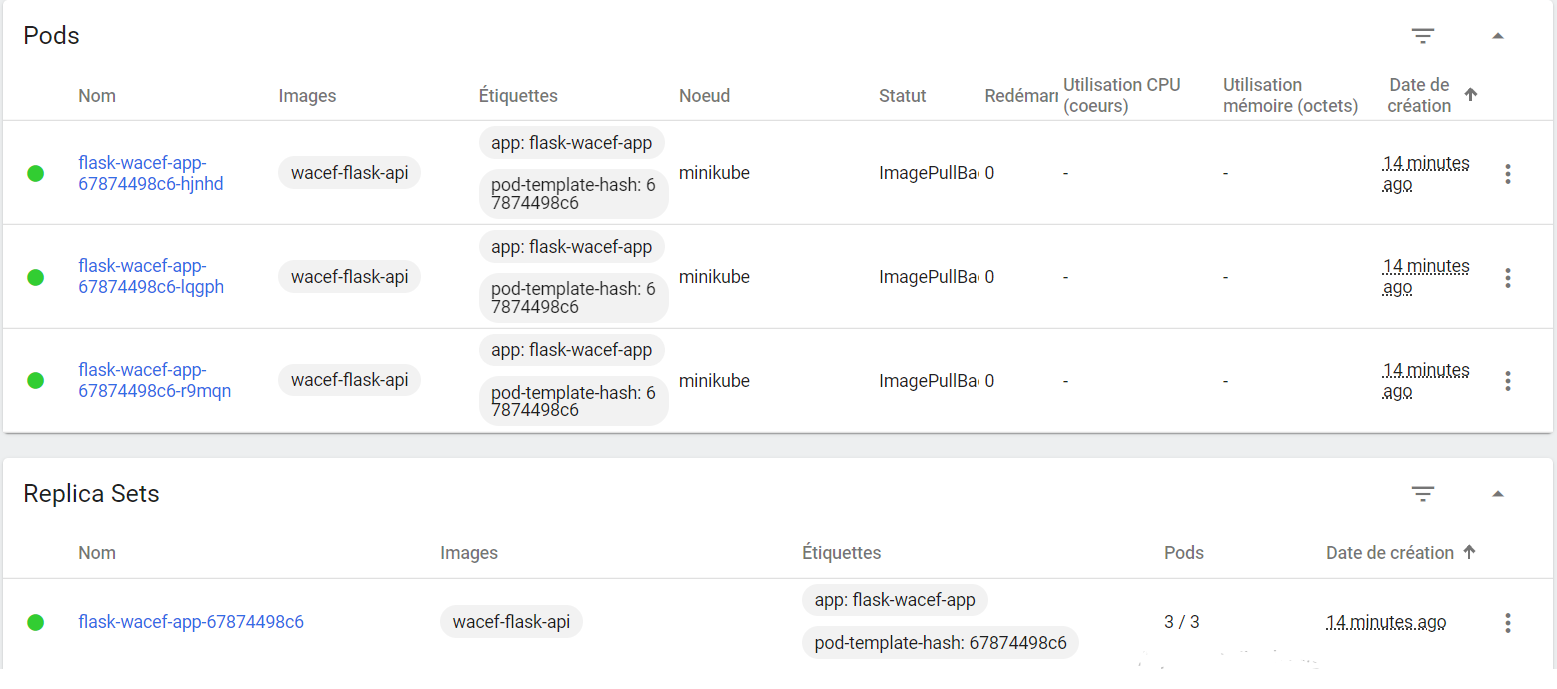 Pods
Nom Images Étiquettes Noeud Statut Redémarr Utilisation CPU (coeurs) Utilisation mémoire (octets) Date de création
flask-wacef-app-67874498c6-hjnhd wacef-flask-api app: flask-wacef-app minikube ImagePullBa 0 - - 14 minutes ago
pod-template-hash: 67874498c6
flask-wacef-app-67874498c6-lqgph wacef-flask-api app: flask-wacef-app minikube ImagePullBa 0 - - 14 minutes ago
pod-template-hash: 67874498c6
flask-wacef-app-67874498c6-r9mqn wacef-flask-api app: flask-wacef-app minikube ImagePullBa 0 - - 14 minutes ago
pod-template-hash: 67874498c6
Replica Sets
Nom Images Étiquettes Pods Date de création
flask-wacef-app-67874498c6 wacef-flask-api app: flask-wacef-app 3 / 3 14 minutes ago
pod-template-hash: 67874498c6